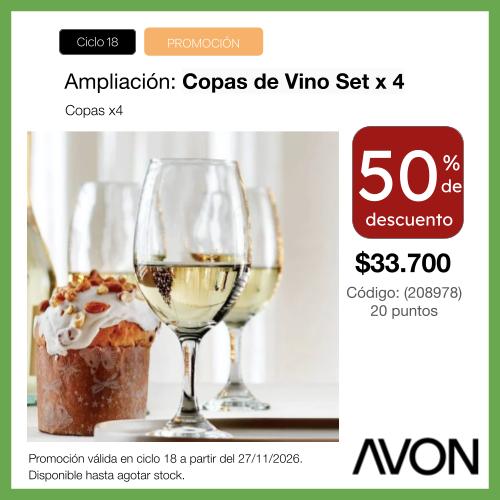 Ciclo 18
PROMOCIÓN
Ampliación: Copas de Vino Set x 4
Copas x4
50% de
descuento
$33.700
Código: (208978)
20 puntos
Promoción válida en ciclo 18 a partir del 27/11/2026.
Disponible hasta agotar stock.
AVON